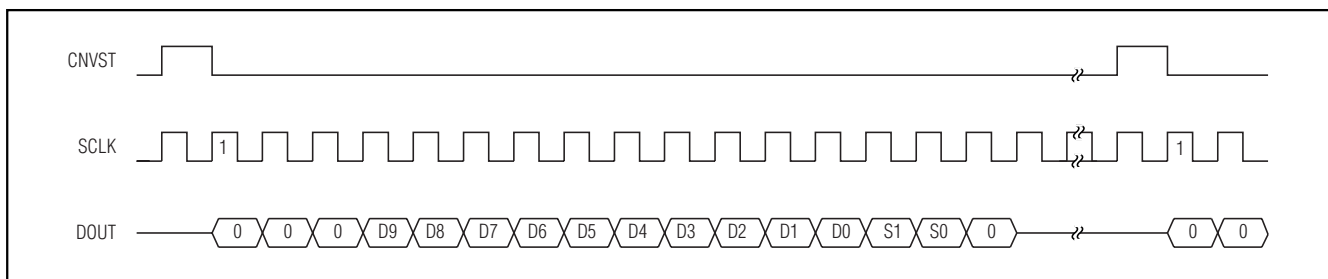 CNVST
SCLK 1 1
DOUT 0 0 0 D9 D8 D7 D6 D5 D4 D3 D2 D1 D0 S1 S0 0 0 0